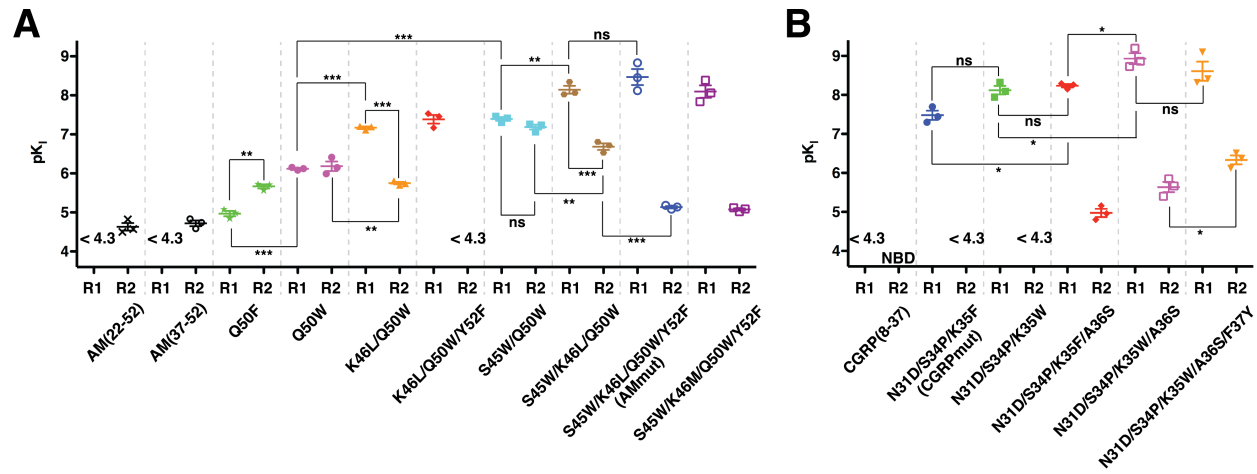 A
B
***
ns
*
9
**
9
ns
***
8
***
8
7
7
ns
ns
**
*
pKI
6
pKI
6
***
*
**
5
ns
5
**
*
< 4.3
< 4.3
***
< 4.3
***
< 4.3
< 4.3
< 4.3
4
4
NBD
R1 R2 R1 R2 R1 R2 R1 R2 R1 R2 R1 R2 R1 R2 R1 R2 R1 R2 R1 R2
R1 R2 R1 R2 R1 R2 R1 R2 R1 R2 R1 R2
AM(22-52)
AM(37-52)
Q50F
Q50W
K46L/Q50W
K46L/Q50W/Y52F
S45W/Q50W
S45W/K46L/Q50W
S45W/K46L/Q50W/Y52F
(AMmut)
S45W/K46M/Q50W/Y52F
CGRP(8-37)
N31D/S34P/K35F
(CGRPmut)
N31D/S34P/K35W
N31D/S34P/K35F/A36S
N31D/S34P/K35W/A36S
N31D/S34P/K35W/A36S/F37Y